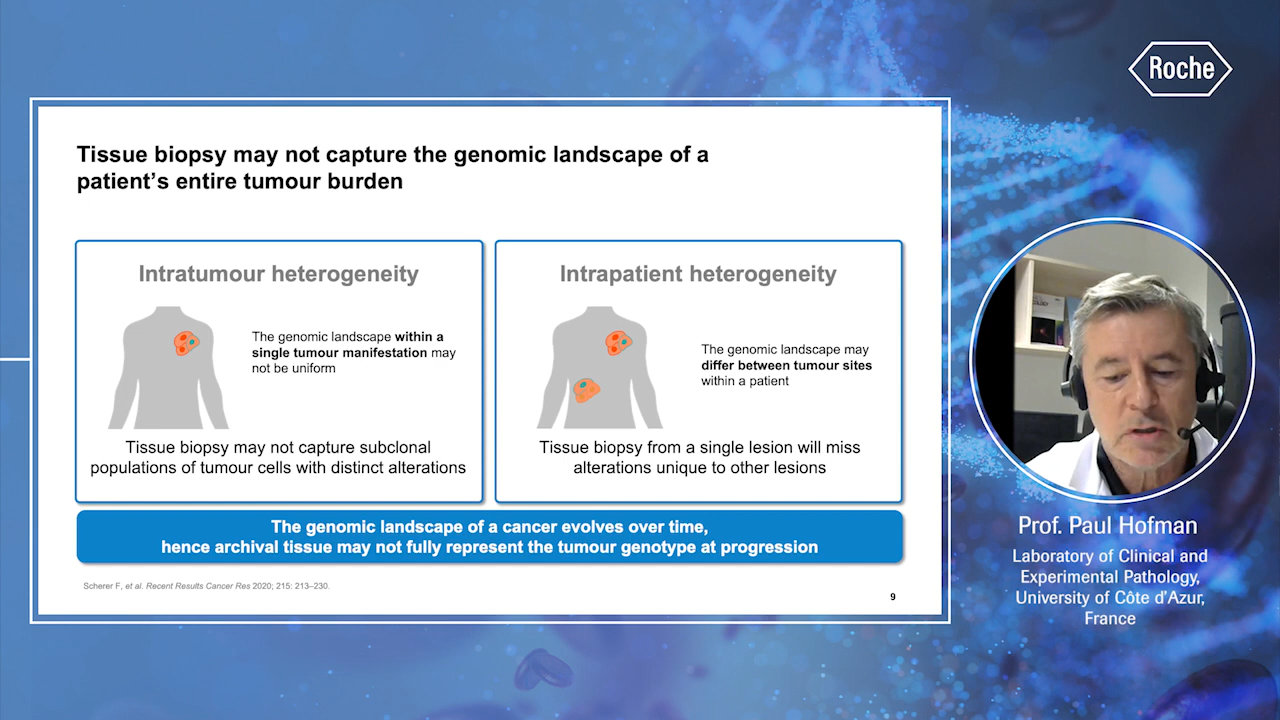 Roche
Tissue biopsy may not capture the genomic landscape of a
patient’s entire tumour burden
Intratumour heterogeneity
The genomic landscape within a
single tumour manifestation may
not be uniform
Tissue biopsy may not capture subclonal
populations of tumour cells with distinct alterations
Intrapatient heterogeneity
The genomic landscape may
differ between tumour sites
within a patient
Tissue biopsy from a single lesion will miss
alterations unique to other lesions
The genomic landscape of a cancer evolves over time,
hence archival tissue may not fully represent the tumour genotype at progression
Scherer F, et al. Recent Results Cancer Res 2020; 215: 213–230.
9
Prof. Paul Hofman
Laboratory of Clinical and
Experimental Pathology,
University of Côte d'Azur,
France